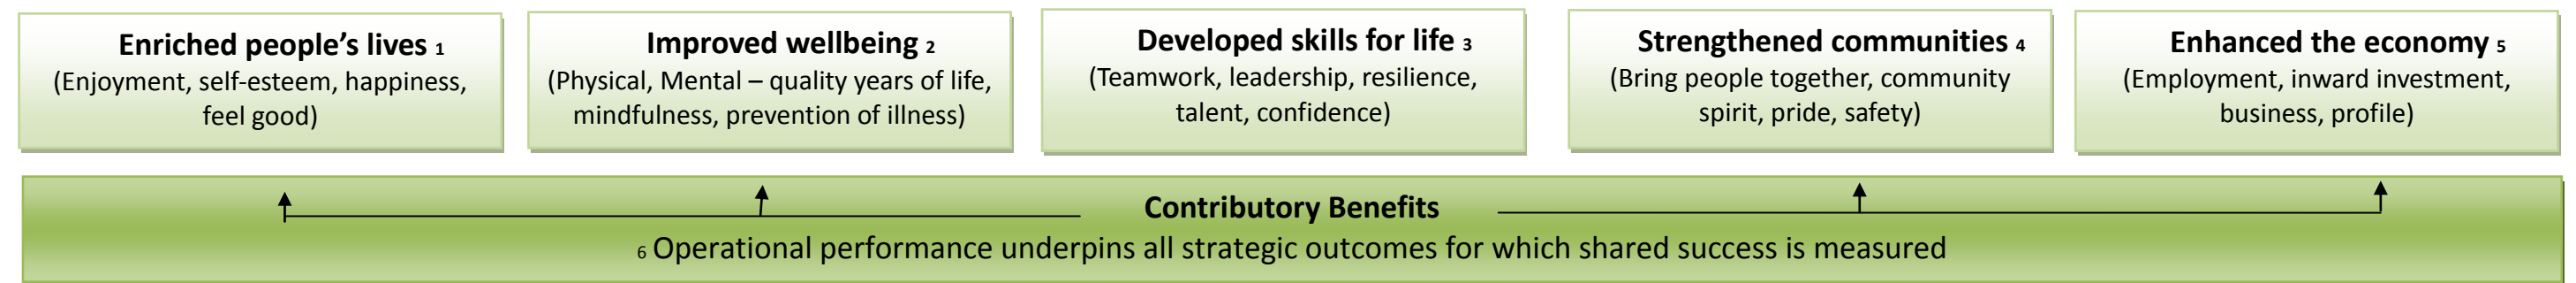 Enriched people’s lives 1
(Enjoyment, self-esteem, happiness,
feel good)
Improved wellbeing 2
(Physical, Mental – quality years of life,
mindfulness, prevention of illness)
Developed skills for life 3
(Teamwork, leadership, resilience,
talent, confidence)
Strengthened communities 4
(Bring people together, community
spirit, pride, safety)
Enhanced the economy 5
(Employment, inward investment,
business, profile)
Contributory Benefits
6 Operational performance underpins all strategic outcomes for which shared success is measured